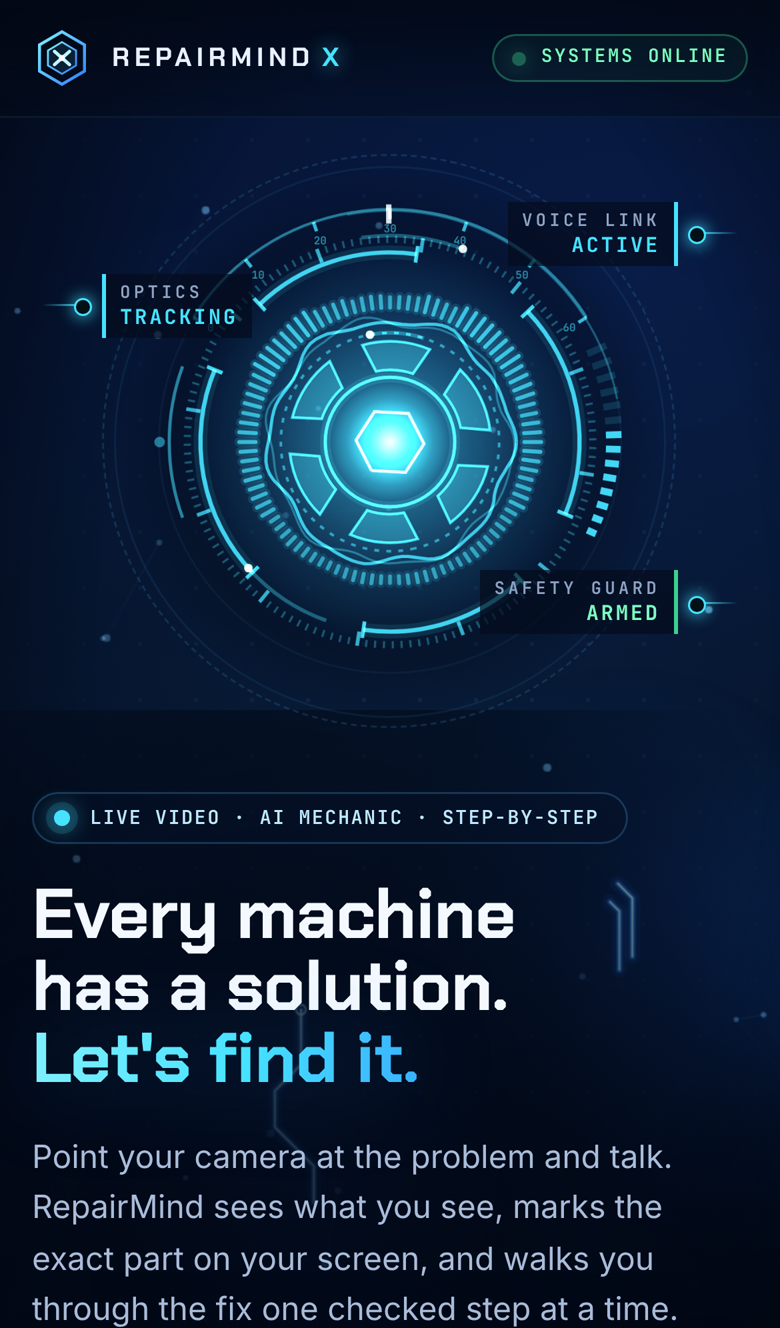 REPAIRMIND X
SYSTEMS ONLINE
VOICE LINK
ACTIVE
10
20
30
40
50
60
OPTICS
TRACKING
SAFETY GUARD
ARMED
LIVE VIDEO · AI MECHANIC · STEP-BY-STEP
Every machine
has a solution.
Let's find it.
Point your camera at the problem and talk.
RepairMind sees what you see, marks the
exact part on your screen, and walks you
through the fix one checked step at a time.